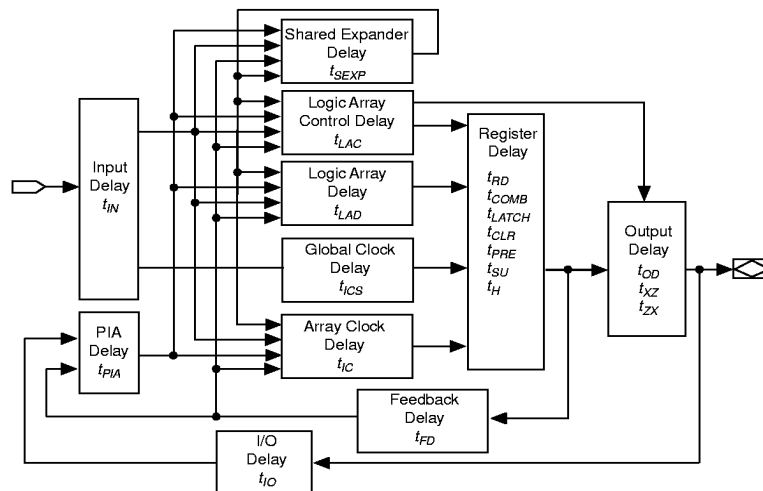 Shared Expander
Delay
tSEXP
Logic Array
Control Delay
tLAC
Register
Delay
tRD
tCOMB
tLATCH
tCLR
tPRE
tSU
tH
Input
Delay
tIN
Logic Array
Delay
tLAD
Output
Delay
tOD
tXZ
tZX
Global Clock
Delay
tICS
PIA
Delay
tPIA
Array Clock
Delay
tIC
Feedback
Delay
tFD
I/O
Delay
tIO